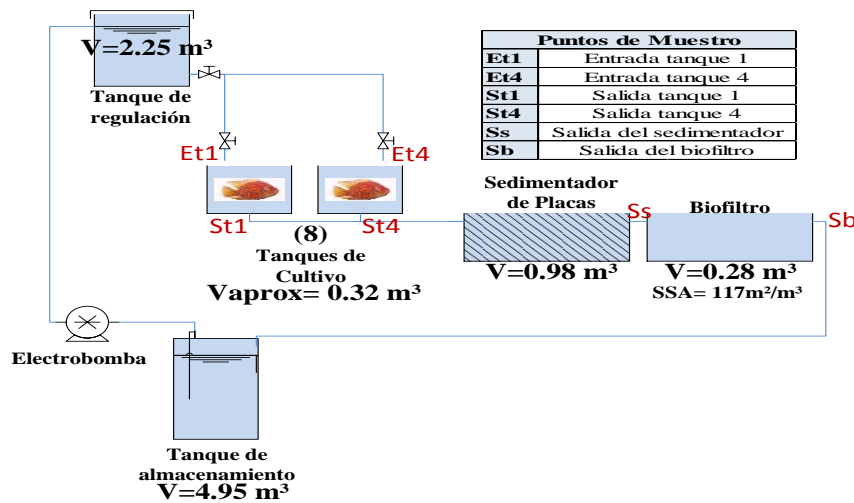 V=2.25 m³
Tanque de
regulación
Puntos de Muestro
Et1 Entrada tanque 1
Et4 Entrada tanque 4
St1 Salida tanque 1
St4 Salida tanque 4
Ss Salida del sedimentador
Sb Salida del biofiltro
Et1
Et4
St1
St4
(8)
Tanques de
Cultivo
Vaprox= 0.32 m³
Sedimentador
de Placas
V=0.98 m³
Ss
Biofiltro
V=0.28 m³
SSA= 117m²/m³
Sb
Electrobomba
Tanque de
almacenamiento
V=4.95 m³